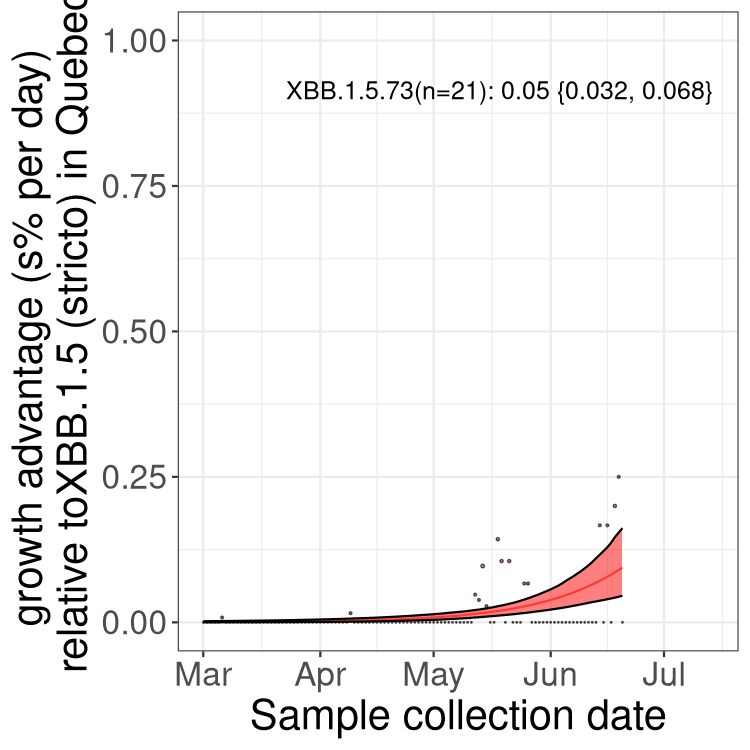 growth advantage (s% per day)
relative toXBB.1.5 (stricto) in Quebec
1.00
XBB.1.5.73(n=21): 0.05 {0.032, 0.068}
0.75
0.50
0.25
0.00
Mar Apr May Jun Jul
Sample collection date